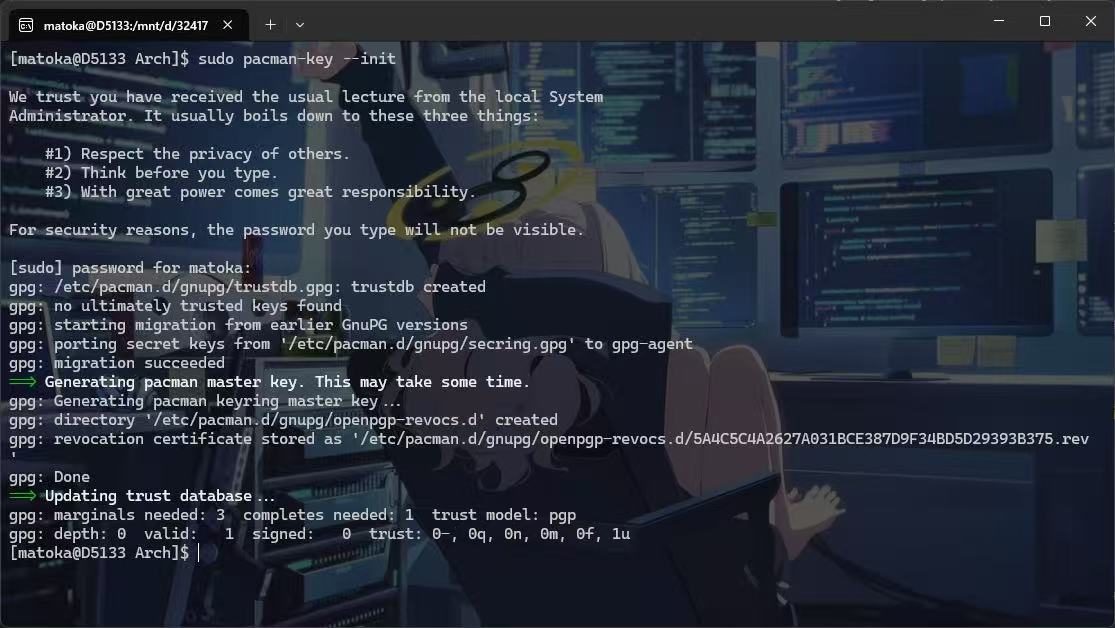 matoka@D5133:/mnt/d/32417
[matoka@D5133 Arch]$ sudo pacman-key --init
We trust you have received the usual lecture from the local System
Administrator. It usually boils down to these three things:
#1) Respect the privacy of others.
#2) Think before you type.
#3) With great power comes great responsibility.
For security reasons, the password you type will not be visible.
[sudo] password for matoka:
gpg: /etc/pacman.d/gnupg/trustdb.gpg: trustdb created
gpg: no ultimately trusted keys found
gpg: starting migration from earlier GnuPG versions
gpg: porting secret keys from '/etc/pacman.d/gnupg/secring.gpg' to gpg-agent
gpg: migration succeeded
==> Generating pacman master key. This may take some time.
gpg: Generating pacman keyring master key...
gpg: directory '/etc/pacman.d/gnupg/openpgp-revocs.d' created
gpg: revocation certificate stored as '/etc/pacman.d/gnupg/openpgp-revocs.d/5A4C5C4A2627A031BCE387D9F34BD5D29393B375.rev
'
gpg: Done
==> Updating trust database...
gpg: marginals needed: 3  completes needed: 1  trust model: pgp
gpg: depth: 0  valid:   1  signed:   0  trust: 0-, 0q, 0n, 0m, 0f, 1u
[matoka@D5133 Arch]$